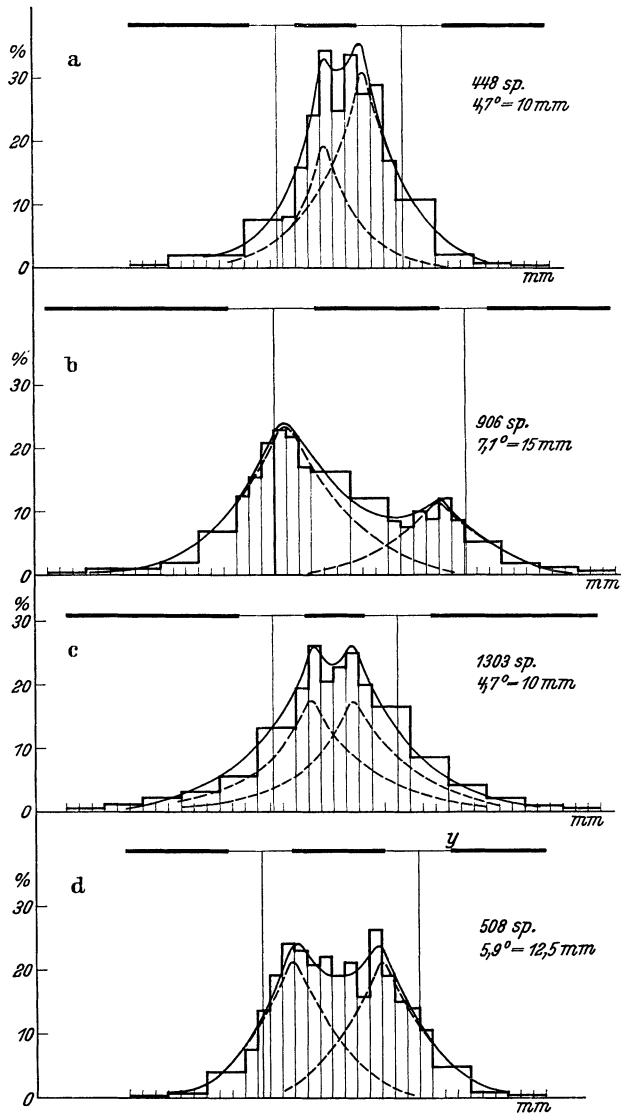 %
a
30
20
10
0
448 sp.
4,7° = 10 mm
mm
%
b
30
20
10
0
906 sp.
7,1° = 15 mm
mm
%
c
30
20
10
0
1303 sp.
4,7° = 10 mm
mm
y
%
d
30
20
10
0
508 sp.
5,9° = 12,5 mm
mm